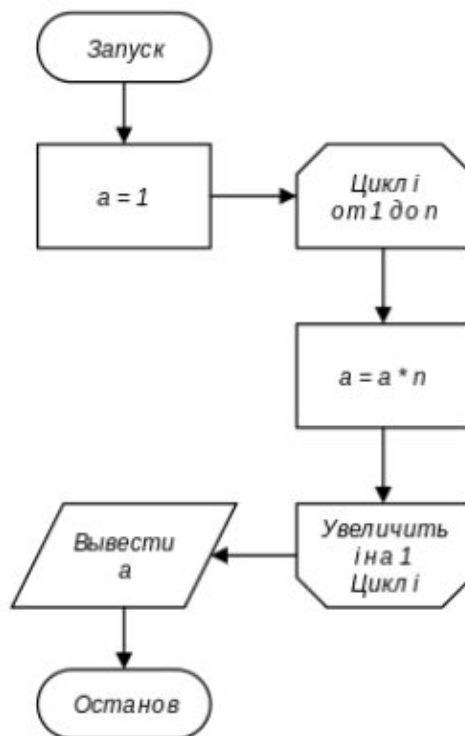 Запуск
a = 1
Цикл i
от 1 до n
a = a * n
Увеличить
i на 1
Цикл i
Вывести
a
Останов